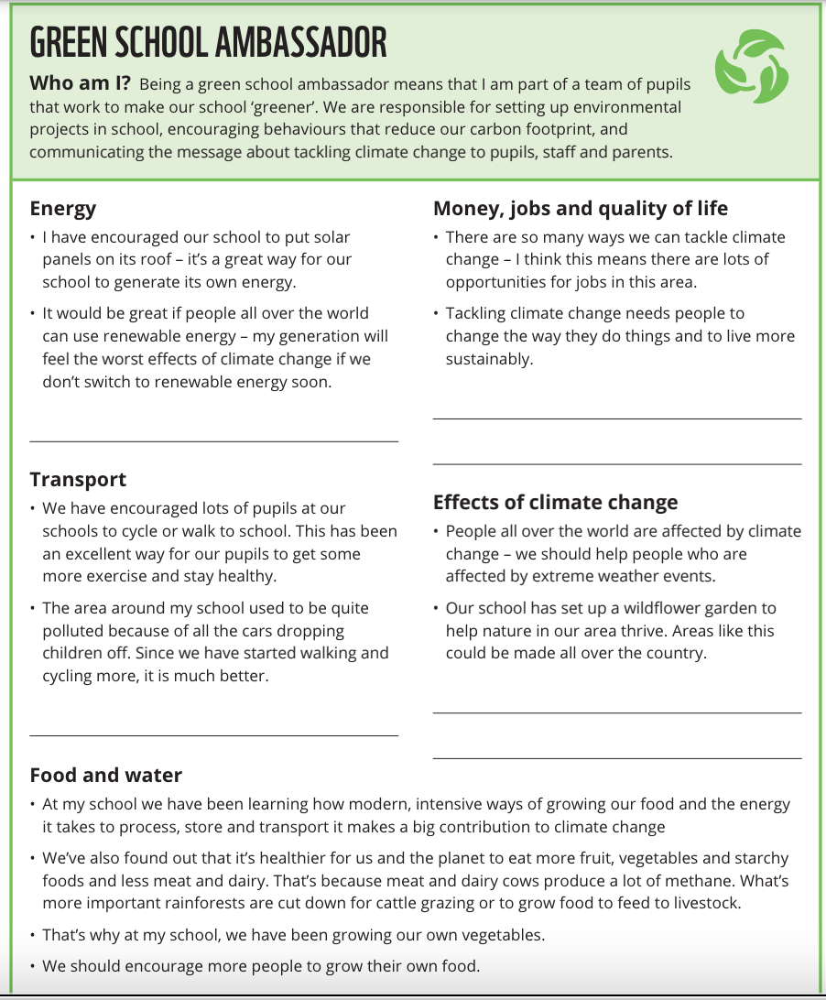 GREEN SCHOOL AMBASSADOR
Who am I? Being a green school ambassador means that I am part of a team of pupils
that work to make our school ‘greener’. We are responsible for setting up environmental
projects in school, encouraging behaviours that reduce our carbon footprint, and
communicating the message about tackling climate change to pupils, staff and parents.
Energy
• I have encouraged our school to put solar
panels on its roof – it’s a great way for our
school to generate its own energy.
• It would be great if people all over the world
can use renewable energy – my generation will
feel the worst effects of climate change if we
don’t switch to renewable energy soon.
Transport
• We have encouraged lots of pupils at our
schools to cycle or walk to school. This has been
an excellent way for our pupils to get some
more exercise and stay healthy.
• The area around my school used to be quite
polluted because of all the cars dropping
children off. Since we have started walking and
cycling more, it is much better.
Money, jobs and quality of life
• There are so many ways we can tackle climate
change – I think this means there are lots of
opportunities for jobs in this area.
• Tackling climate change needs people to
change the way they do things and to live more
sustainably.
Effects of climate change
• People all over the world are affected by climate
change – we should help people who are
affected by extreme weather events.
• Our school has set up a wildflower garden to
help nature in our area thrive. Areas like this
could be made all over the country.
Food and water
• At my school we have been learning how modern, intensive ways of growing our food and the energy
it takes to process, store and transport it makes a big contribution to climate change
• We’ve also found out that it’s healthier for us and the planet to eat more fruit, vegetables and starchy
foods and less meat and dairy. That’s because meat and dairy cows produce a lot of methane. What’s
more important rainforests are cut down for cattle grazing or to grow food to feed to livestock.
• That’s why at my school, we have been growing our own vegetables.
• We should encourage more people to grow their own food.